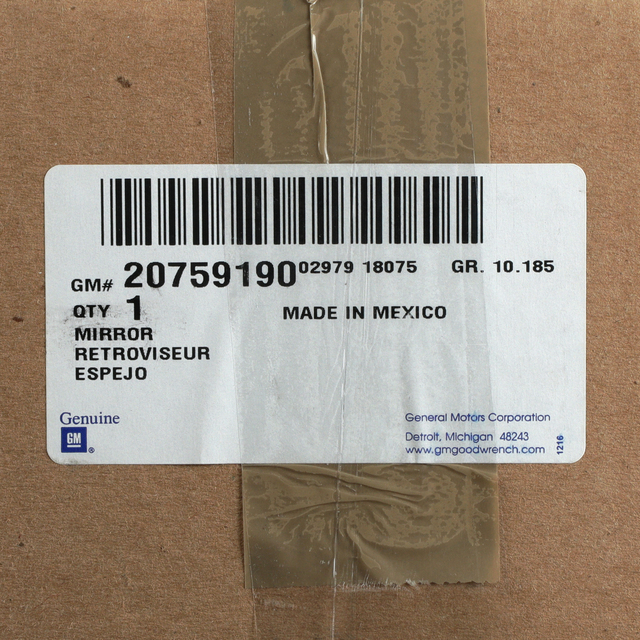 GM# 20759190 02979 18075 GR. 10.185
QTY 1 MADE IN MEXICO
MIRROR
RETROVISEUR
ESPEJO
Genuine
GM ®
General Motors Corporation
Detroit, Michigan 48243
www.gmgoodwrench.com
1216